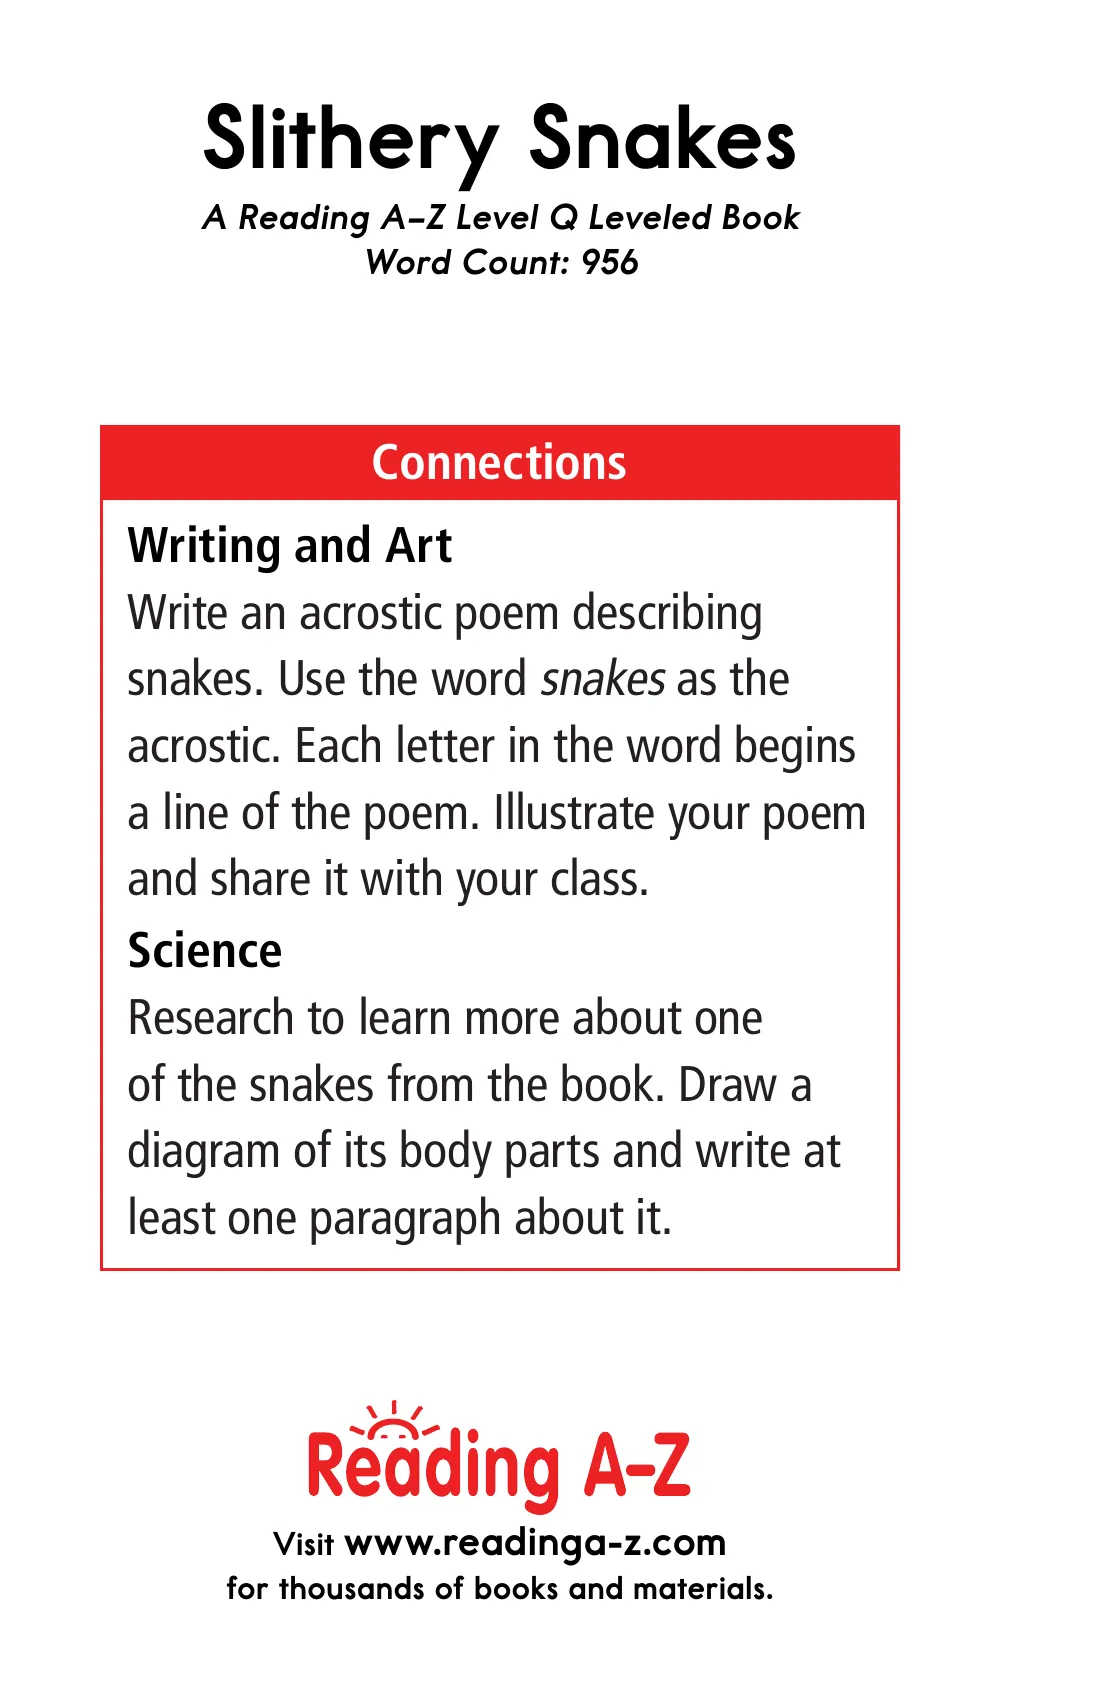 Slithery Snakes
A Reading A–Z Level Q Leveled Book
Word Count: 956
Connections
Writing and Art
Write an acrostic poem describing
snakes. Use the word snakes as the
acrostic. Each letter in the word begins
a line of the poem. Illustrate your poem
and share it with your class.
Science
Research to learn more about one
of the snakes from the book. Draw a
diagram of its body parts and write at
least one paragraph about it.
Reading A–Z
Visit www.readinga-z.com
for thousands of books and materials.